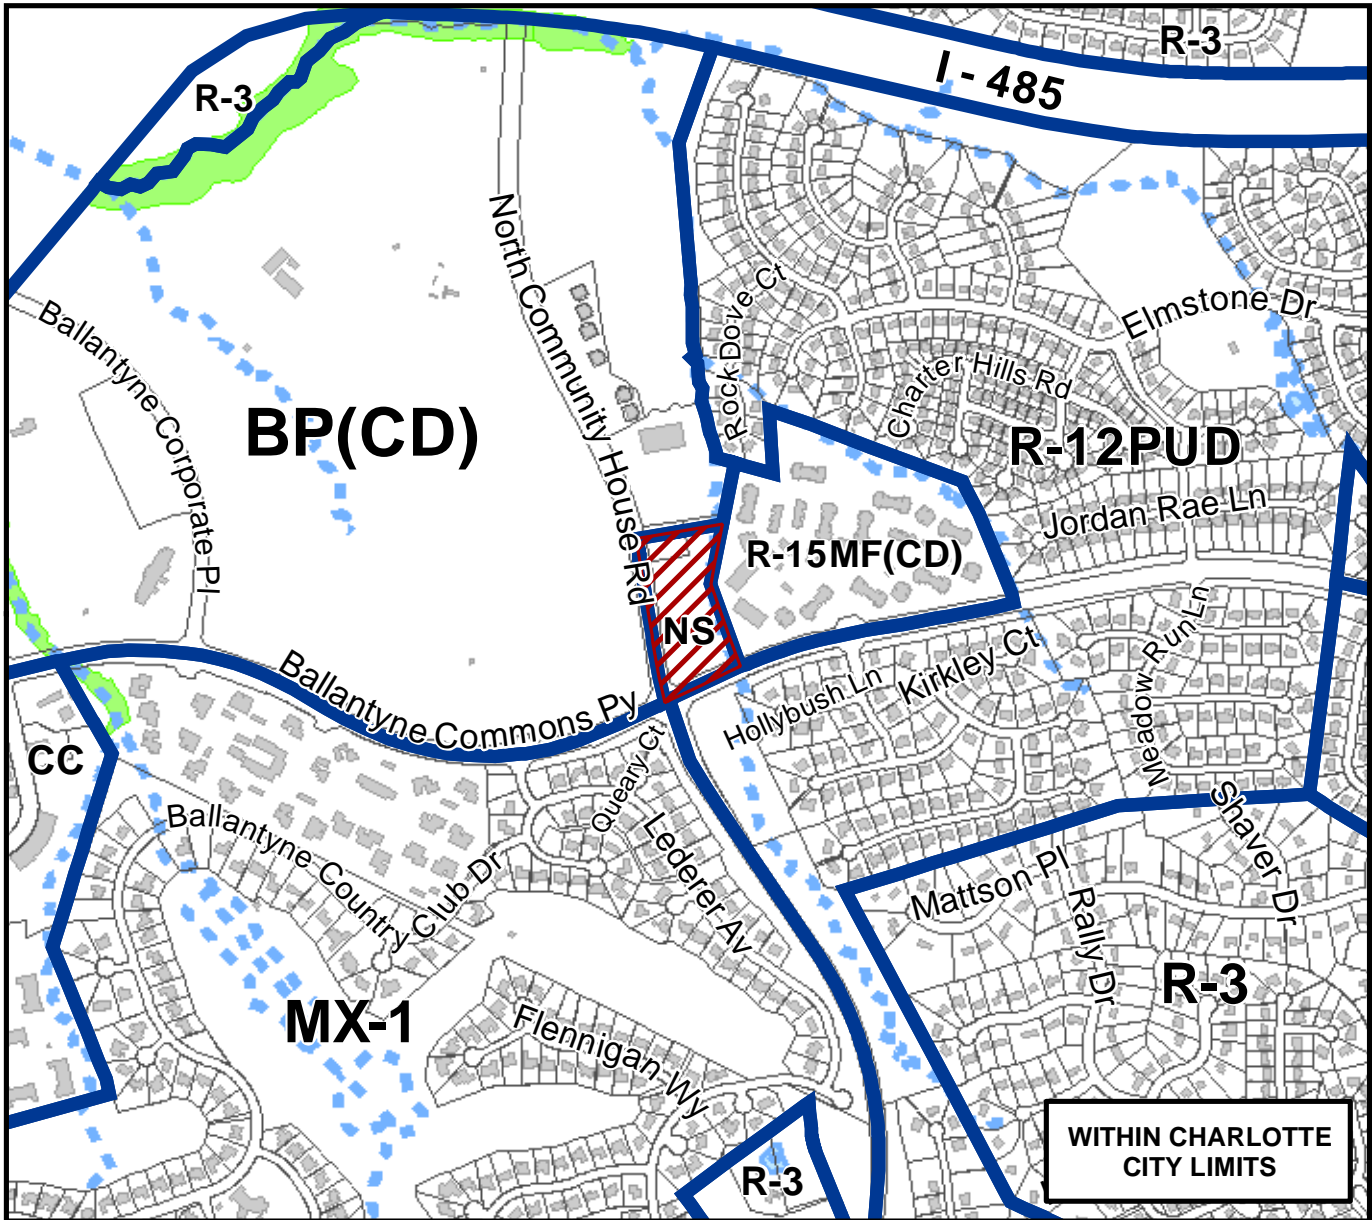 R-3
I - 485
R-3
North Community House Rd
Ballantyne Corporate Pl
Rock Dove Ct
Elmstone Dr
Charter Hills Rd
BP(CD)
R-12PUD
Jordan Rae Ln
R-15MF(CD)
NS
Ballantyne Commons Py
Hollybush Ln
Kirkley Ct
Meadow Run Ln
CC
Queary Ct
Ballantyne Country Club Dr
Lederer Av
Shaver Dr
Mattson Pl
Rally Dr
R-3
MX-1
Flennigan Wy
R-3
WITHIN CHARLOTTE
CITY LIMITS